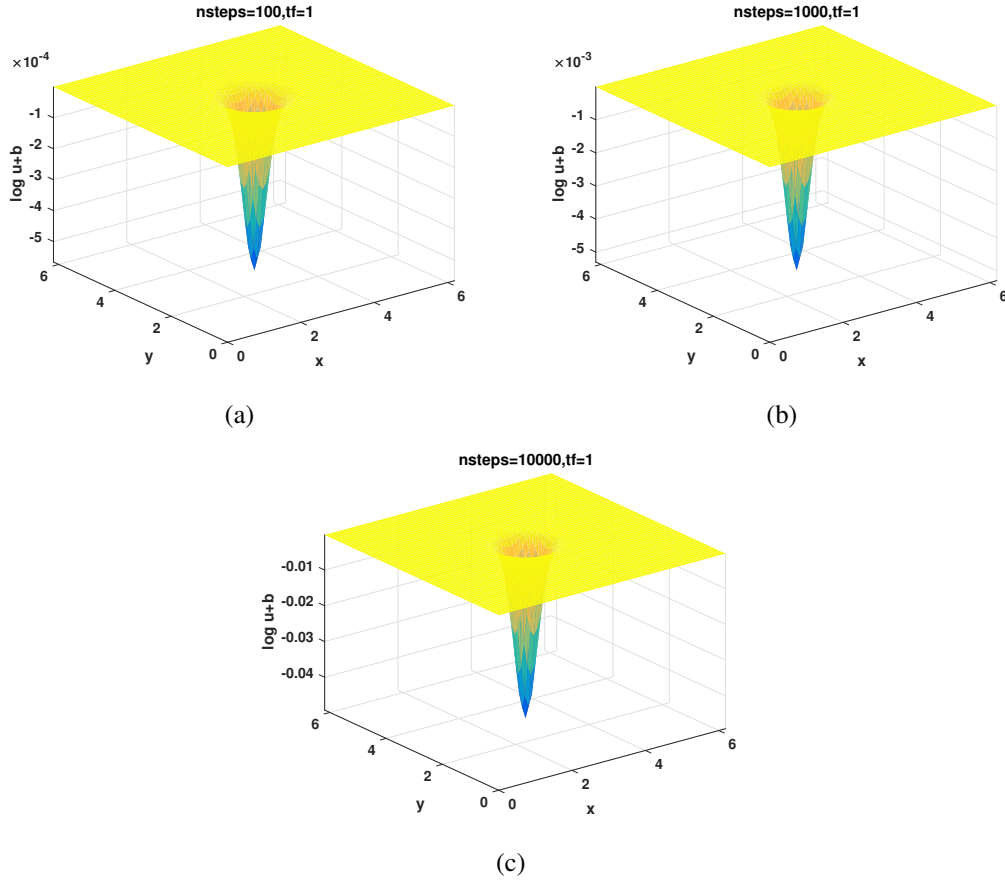 nsteps=100,tf=1
×10-4
-1
-2
-3
-4
-5
log u+b
6
4
2
0
y
0
2
4
6
x
(a)
nsteps=1000,tf=1
×10-3
-1
-2
-3
-4
-5
log u+b
6
4
2
0
y
0
2
4
6
x
(b)
nsteps=10000,tf=1
-0.01
-0.02
-0.03
-0.04
log u+b
6
4
2
0
y
0
2
4
6
x
(c)